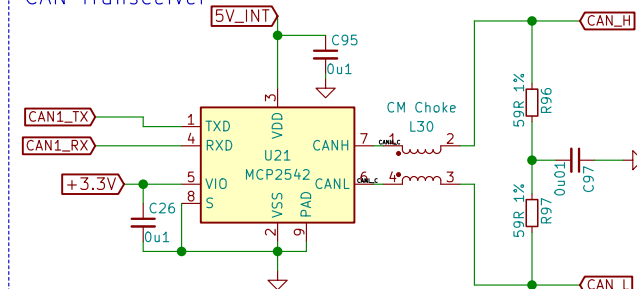 CAN Transceiver
5V_INT
C95
0u1
CAN_H
CAN1_TX
CAN1_RX
+3.3V
C26
0u1
3
VDD
1
TXD
4
RXD
5
VIO
8
S
U21
MCP2542
CANH
7
CANL
6
VSS
2
PAD
9
CM Choke
L30
CANH_C
1
2
CANL_C
4
3
59R 1%
R96
0u01
C97
59R 1%
R97
CAN_L